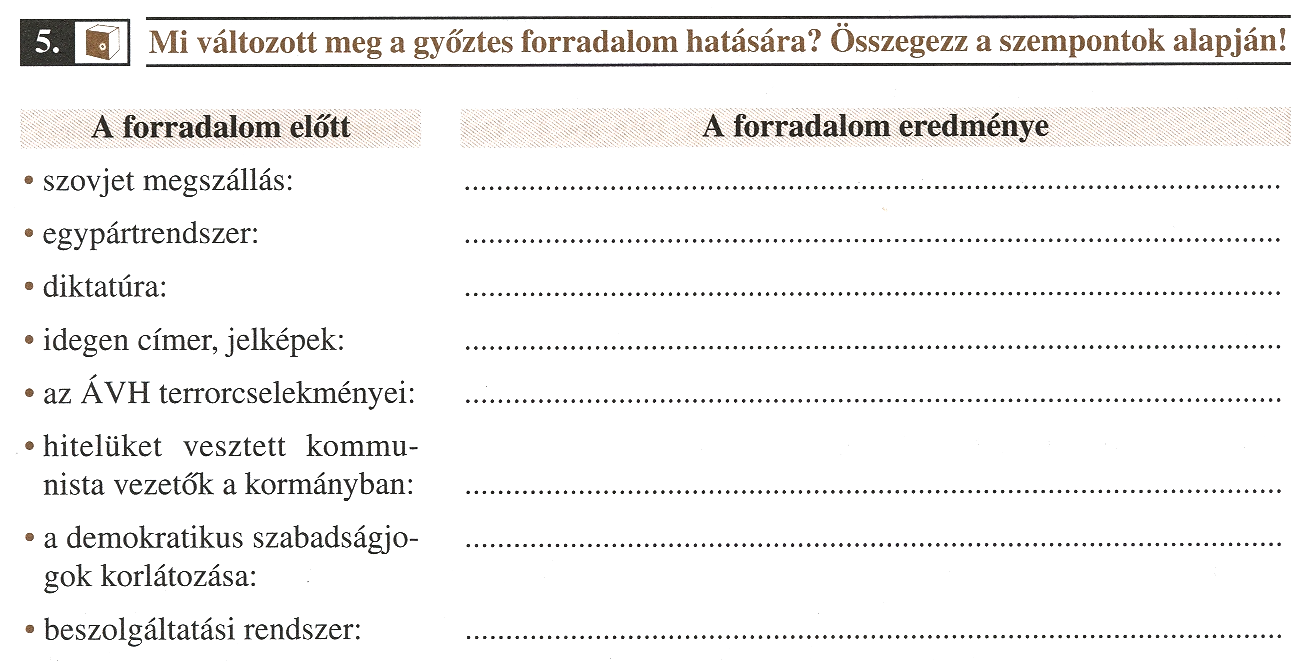 5. Mi változott meg a győztes forradalom hatására? Összegezz a szempontok alapján!
A forradalom előtt
A forradalom eredménye
• szovjet megszállás: ........................................
• egypártrendszer: ........................................
• diktatúra: ........................................
• idegen címer, jelképek: ........................................
• az ÁVH terrorcselekményei: ........................................
• hitelüket vesztett kommu-
nista vezetők a kormányban: ........................................
• a demokratikus szabadságjo- ........................................
gok korlátozása:
• beszolgáltatási rendszer: ........................................